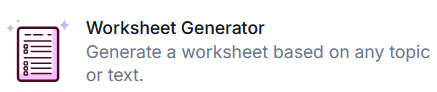 Worksheet Generator
Generate a worksheet based on any topic
or text.